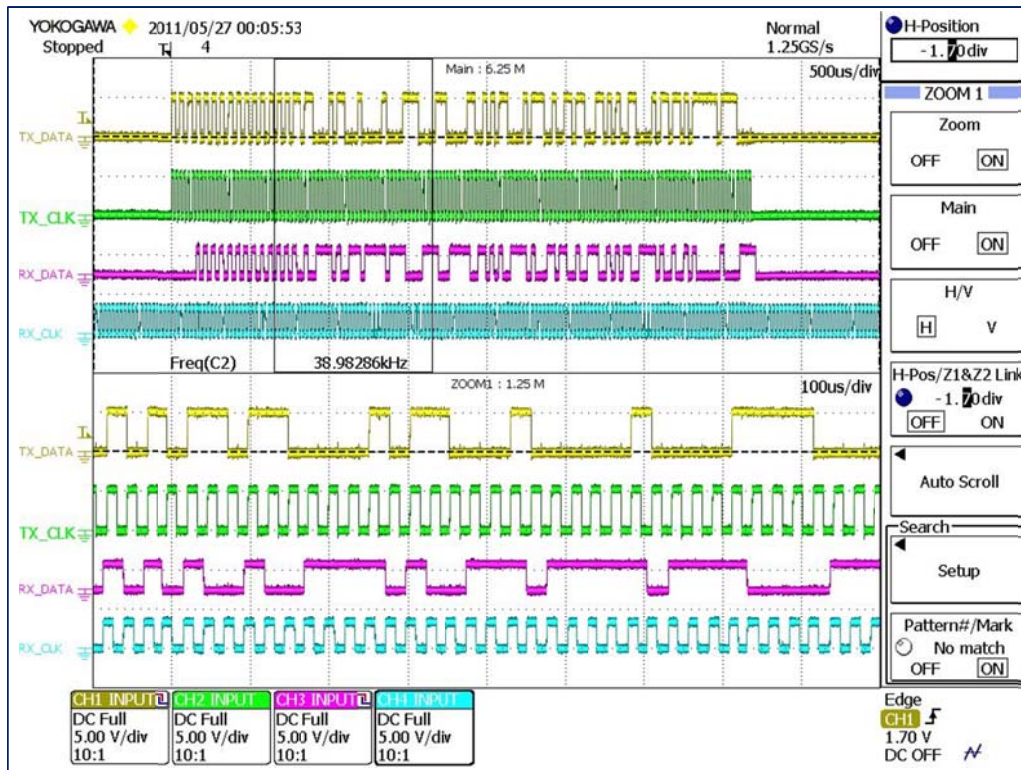 YOKOGAWA 2011/05/27 00:05:53
Stopped 4
Normal
1.25GS/s
Main : 6.25 M
500us/div
TX_DATA
TX_CLK
RX_DATA
RX_CLK
Freq(C2) 38.98286kHz
ZOOM1 : 1.25 M
100us/div
TX_DATA
TX_CLK
RX_DATA
RX_CLK
H-Position
-1.70div
ZOOM 1
Zoom
OFF ON
Main
OFF ON
H/V
H V
H-Pos/Z1&Z2 Link
-1.70div
OFF ON
Auto Scroll
Search
Setup
Pattern#/Mark
No match
OFF ON
CH1 INPUT
DC Full
5.00 V/div
10:1
CH2 INPUT
DC Full
5.00 V/div
10:1
CH3 INPUT
DC Full
5.00 V/div
10:1
CH4 INPUT
DC Full
5.00 V/div
10:1
Edge
CH1
1.70 V
DC OFF